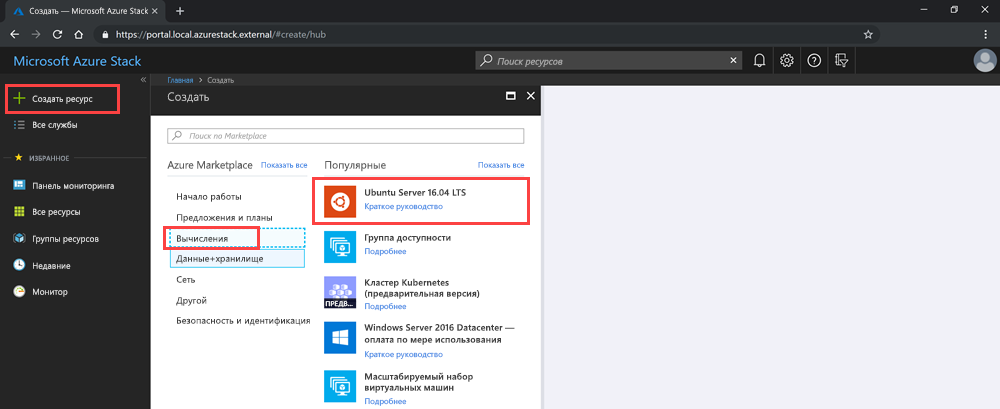 Создать — Microsoft Azure Stack
https://portal.local.azurestack.external/#create/hub
Microsoft Azure Stack
Поиск ресурсов
Главная > Создать
Создать ресурс
Все службы
ИЗБРАННОЕ
Панель мониторинга
Все ресурсы
Группы ресурсов
Недавние
Монитор
Создать
Поиск по Marketplace
Azure Marketplace
Показать все
Начало работы
Предложения и планы
Вычисления
Данные+хранилище
Сеть
Другой
Безопасность и идентификация
Популярные
Показать все
Ubuntu Server 16.04 LTS
Краткое руководство
Группа доступности
Подробнее
ПРЕДВ...
Кластер Kubernetes
(предварительная версия)
Подробнее
Windows Server 2016 Datacenter —
оплата по мере использования
Краткое руководство
Масштабируемый набор
виртуальных машин
Подробнее